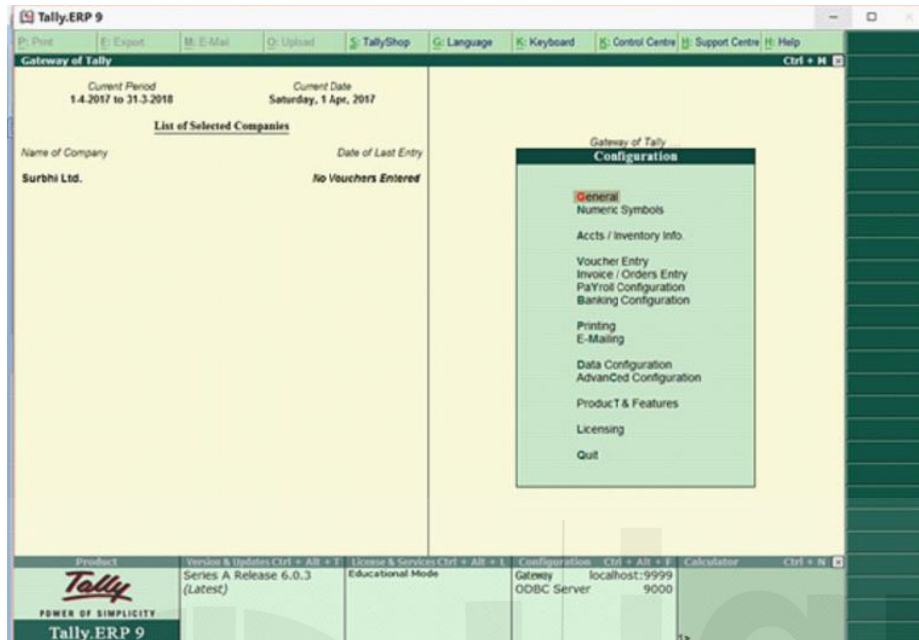 Tally.ERP 9
P: Print E: Export M: E-Mail O: Upload S: TallyShop G: Language K: Keyboard K: Control Centre H: Support Centre H: Help
Gateway of Tally Ctrl + M
Current Period Current Date
1-4-2017 to 31-3-2018 Saturday, 1 Apr, 2017
List of Selected Companies
Name of Company Date of Last Entry
Surbhi Ltd. No Vouchers Entered
Gateway of Tally ...
Configuration
General
Numeric Symbols
Accts / Inventory Info.
Voucher Entry
Invoice / Orders Entry
PaYroll Configuration
Banking Configuration
Printing
E-Mailing
Data Configuration
AdvanCed Configuration
ProducT & Features
Licensing
Quit
Product Version & Updates Ctrl + Alt + T License & Services Ctrl + Alt + L Configuration Ctrl + Alt + F Calculator Ctrl + N
Tally
POWER OF SIMPLICITY
Tally.ERP 9
Series A Release 6.0.3
(Latest)
Educational Mode
Gateway localhost:9999
ODBC Server 9000
1>